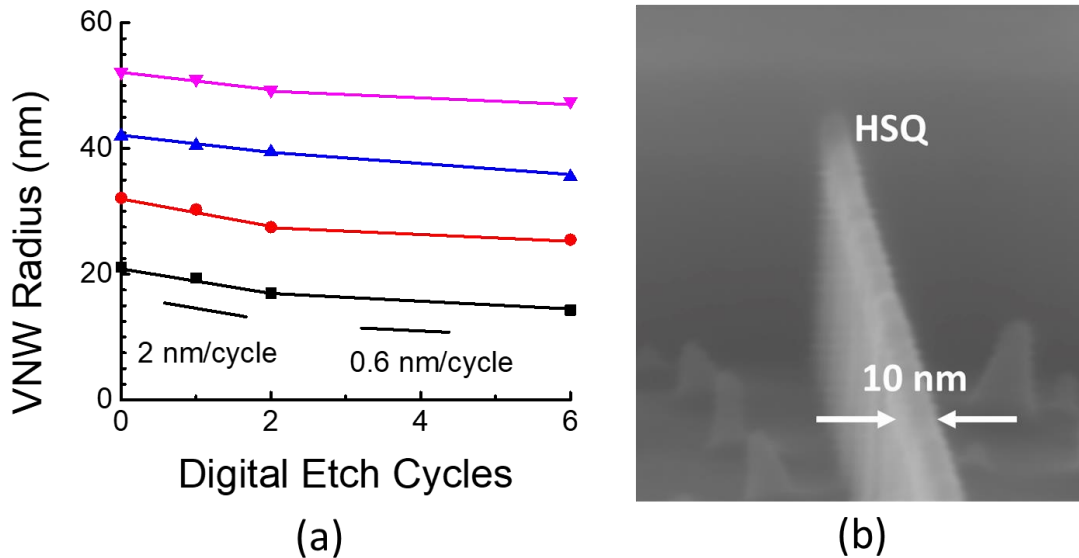 60
40
20
0
0
2
4
6
VNW Radius (nm)
2 nm/cycle
0.6 nm/cycle
Digital Etch Cycles
(a)
HSQ
10 nm
(b)